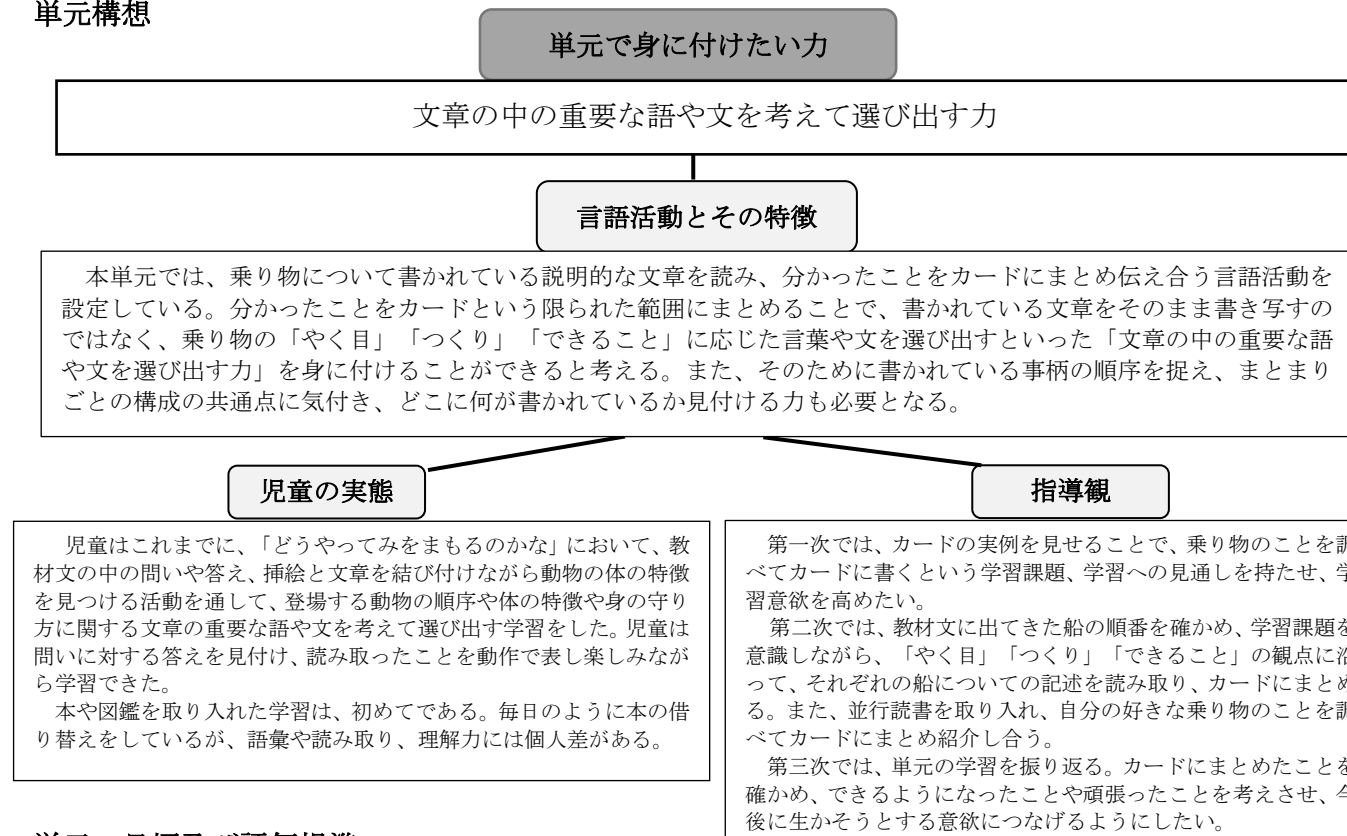 単元構想
単元で身に付けたい力
文章の中の重要な語や文を考えて選び出す力
言語活動とその特徴
本単元では、乗り物について書かれている説明的な文章を読み、分かったことをカードにまとめ伝え合う言語活動を
設定している。分かったことをカードという限られた範囲にまとめることで、書かれている文章をそのまま書き写すの
ではなく、乗り物の「やく目」「つくり」「できること」に応じた言葉や文を選び出すといった「文章の中の重要な語
や文を選び出す力」を身に付けることができると考える。また、そのために書かれている事柄の順序を捉え、まとまり
ごとの構成の共通点に気付き、どこに何が書かれているか見付ける力も必要となる。
児童の実態
児童はこれまでに、「どうやってみをまもるのかな」において、教
材文の中の問いや答え、挿絵と文章を結び付けながら動物の体の特徴
を見つける活動を通して、登場する動物の順序や体の特徴や身の守り
方に関する文章の重要な語や文を考えて選び出す学習をした。児童は
問いに対する答えを見付け、読み取ったことを動作で表し楽しみなが
ら学習できた。
本や図鑑を取り入れた学習は、初めてである。毎日のように本の借
り替えをしているが、語彙や読み取り、理解力には個人差がある。
指導観
第一次では、カードの実例を見せることで、乗り物のことを調
べてカードに書くという学習課題、学習への見通しを持たせ、学
習意欲を高めたい。
第二次では、教材文に出てきた船の順番を確かめ、学習課題を
意識しながら、「やく目」「つくり」「できること」の観点に沿
って、それぞれの船についての記述を読み取り、カードにまとめ
る。また、並行読書を取り入れ、自分の好きな乗り物のことを調
べてカードにまとめ紹介し合う。
第三次では、単元の学習を振り返る。カードにまとめたことを
確かめ、できるようになったことや頑張ったことを考えさせ、今
後に生かそうとする意欲につなげるようにしたい。